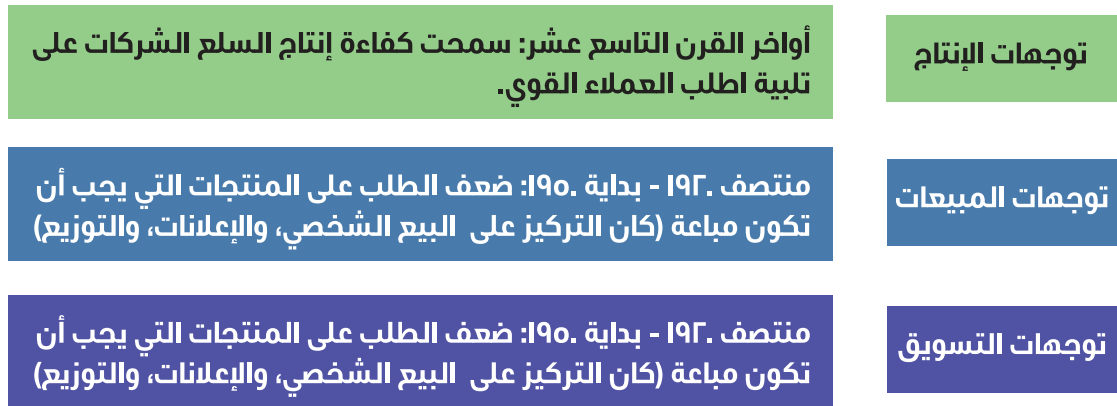 توجهات الإنتاج
أواخر القرن التاسع عشر: سمحت كفاءة إنتاج السلع الشركات على
تلبية اطلب العملاء القوي.
توجهات المبيعات
منتصف ١٩٢٠ - بداية ١٩٥٠: ضعف الطلب على المنتجات التي يجب أن
تكون مباعة (كان التركيز على البيع الشخصي، والإعلانات، والتوزيع)
توجهات التسويق
منتصف ١٩٢٠ - بداية ١٩٥٠: ضعف الطلب على المنتجات التي يجب أن
تكون مباعة (كان التركيز على البيع الشخصي، والإعلانات، والتوزيع)